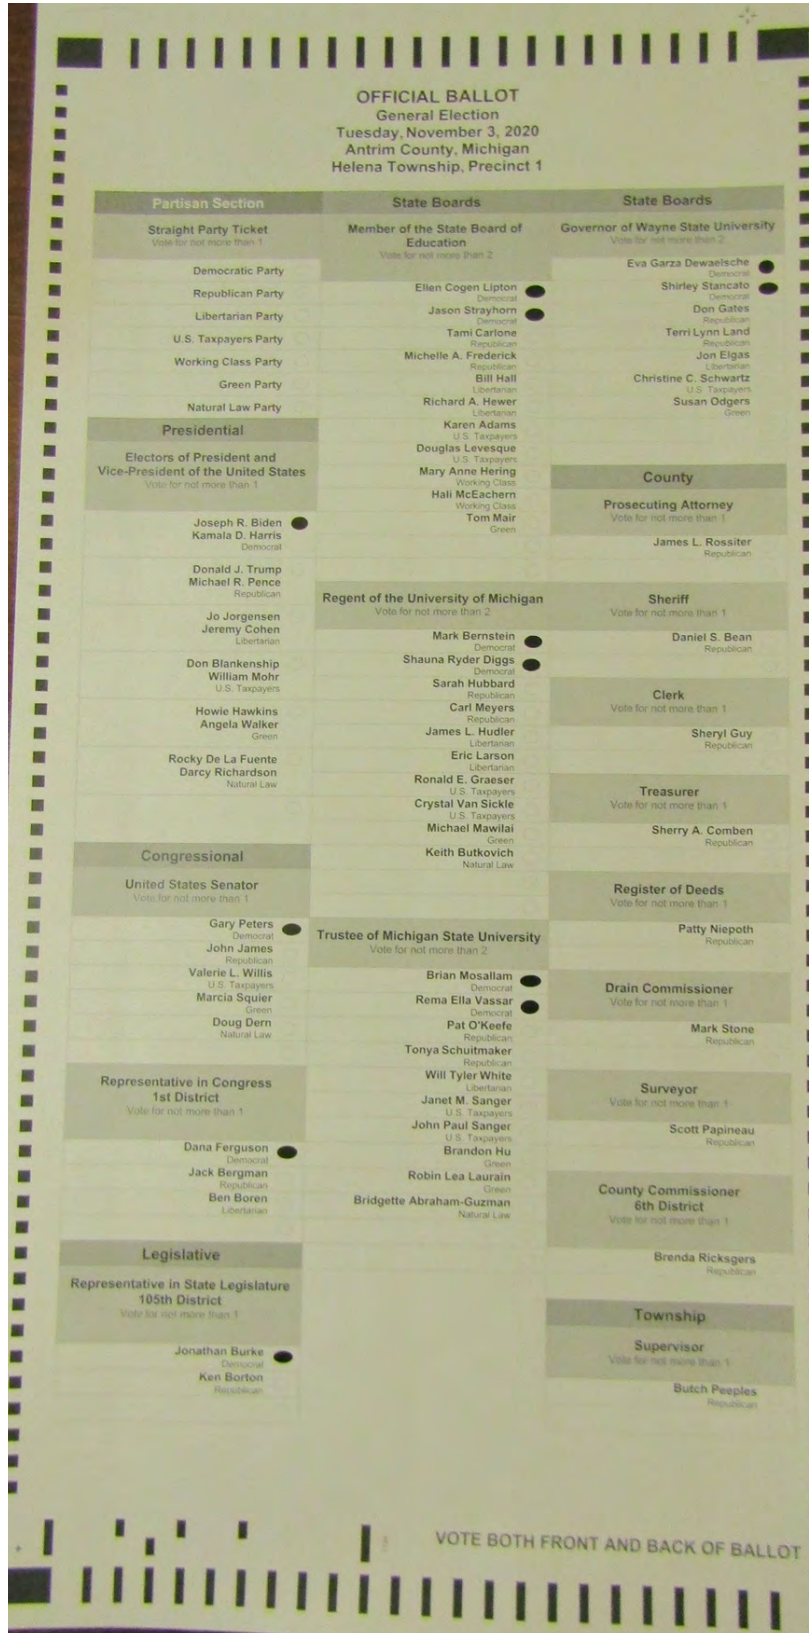 OFFICIAL BALLOT
General Election
Tuesday, November 3, 2020
Antrim County, Michigan
Helena Township, Precinct 1
Partisan Section
Straight Party Ticket
Vote for not more than 1
Democratic Party
Republican Party
Libertarian Party
U.S. Taxpayers Party
Working Class Party
Green Party
Natural Law Party
Presidential
Electors of President and
Vice-President of the United States
Vote for not more than 1
Joseph R. Biden
Kamala D. Harris
Democrat
Donald J. Trump
Michael R. Pence
Republican
Jo Jorgensen
Jeremy Cohen
Libertarian
Don Blankenship
William Mohr
U.S. Taxpayers
Howie Hawkins
Angela Walker
Green
Rocky De La Fuente
Darcy Richardson
Natural Law
Congressional
United States Senator
Vote for not more than 1
Gary Peters
Democrat
John James
Republican
Valerie L. Willis
U.S. Taxpayers
Marcia Squier
Green
Doug Dern
Natural Law
Representative in Congress
1st District
Vote for not more than 1
Dana Ferguson
Democrat
Jack Bergman
Republican
Ben Boren
Libertarian
Legislative
Representative in State Legislature
105th District
Vote for not more than 1
Jonathan Burke
Democrat
Ken Borton
Republican
State Boards
Member of the State Board of
Education
Vote for not more than 2
Ellen Cogen Lipton
Democrat
Jason Strayhorn
Democrat
Tami Carlone
Republican
Michelle A. Frederick
Republican
Bill Hall
Libertarian
Richard A. Hewer
Libertarian
Karen Adams
U.S. Taxpayers
Douglas Levesque
U.S. Taxpayers
Mary Anne Hering
Working Class
Hali McEachern
Working Class
Tom Mair
Green
Regent of the University of Michigan
Vote for not more than 2
Mark Bernstein
Democrat
Shauna Ryder Diggs
Democrat
Sarah Hubbard
Republican
Carl Meyers
Republican
James L. Hudler
Libertarian
Eric Larson
Libertarian
Ronald E. Graeser
U.S. Taxpayers
Crystal Van Sickle
U.S. Taxpayers
Michael Mawilai
Green
Keith Butkovich
Natural Law
Trustee of Michigan State University
Vote for not more than 2
Brian Mosallam
Democrat
Rema Ella Vassar
Democrat
Pat O'Keefe
Republican
Tonya Schuitmaker
Republican
Will Tyler White
Libertarian
Janet M. Sanger
U.S. Taxpayers
John Paul Sanger
U.S. Taxpayers
Brandon Hu
Green
Robin Lea Laurain
Green
Bridgette Abraham-Guzman
Natural Law
State Boards
Governor of Wayne State University
Vote for not more than 2
Eva Garza Dewaelsche
Democrat
Shirley Stancato
Democrat
Don Gates
Republican
Terri Lynn Land
Republican
Jon Elgas
Libertarian
Christine C. Schwartz
U.S. Taxpayers
Susan Odgers
Green
County
Prosecuting Attorney
Vote for not more than 1
James L. Rossiter
Republican
Sheriff
Vote for not more than 1
Daniel S. Bean
Republican
Clerk
Vote for not more than 1
Sheryl Guy
Republican
Treasurer
Vote for not more than 1
Sherry A. Comben
Republican
Register of Deeds
Vote for not more than 1
Patty Niepoth
Republican
Drain Commissioner
Vote for not more than 1
Mark Stone
Republican
Surveyor
Vote for not more than 1
Scott Papineau
Republican
County Commissioner
6th District
Vote for not more than 1
Brenda Ricksgers
Republican
Township
Supervisor
Vote for not more than 1
Butch Peeples
Republican
VOTE BOTH FRONT AND BACK OF BALLOT